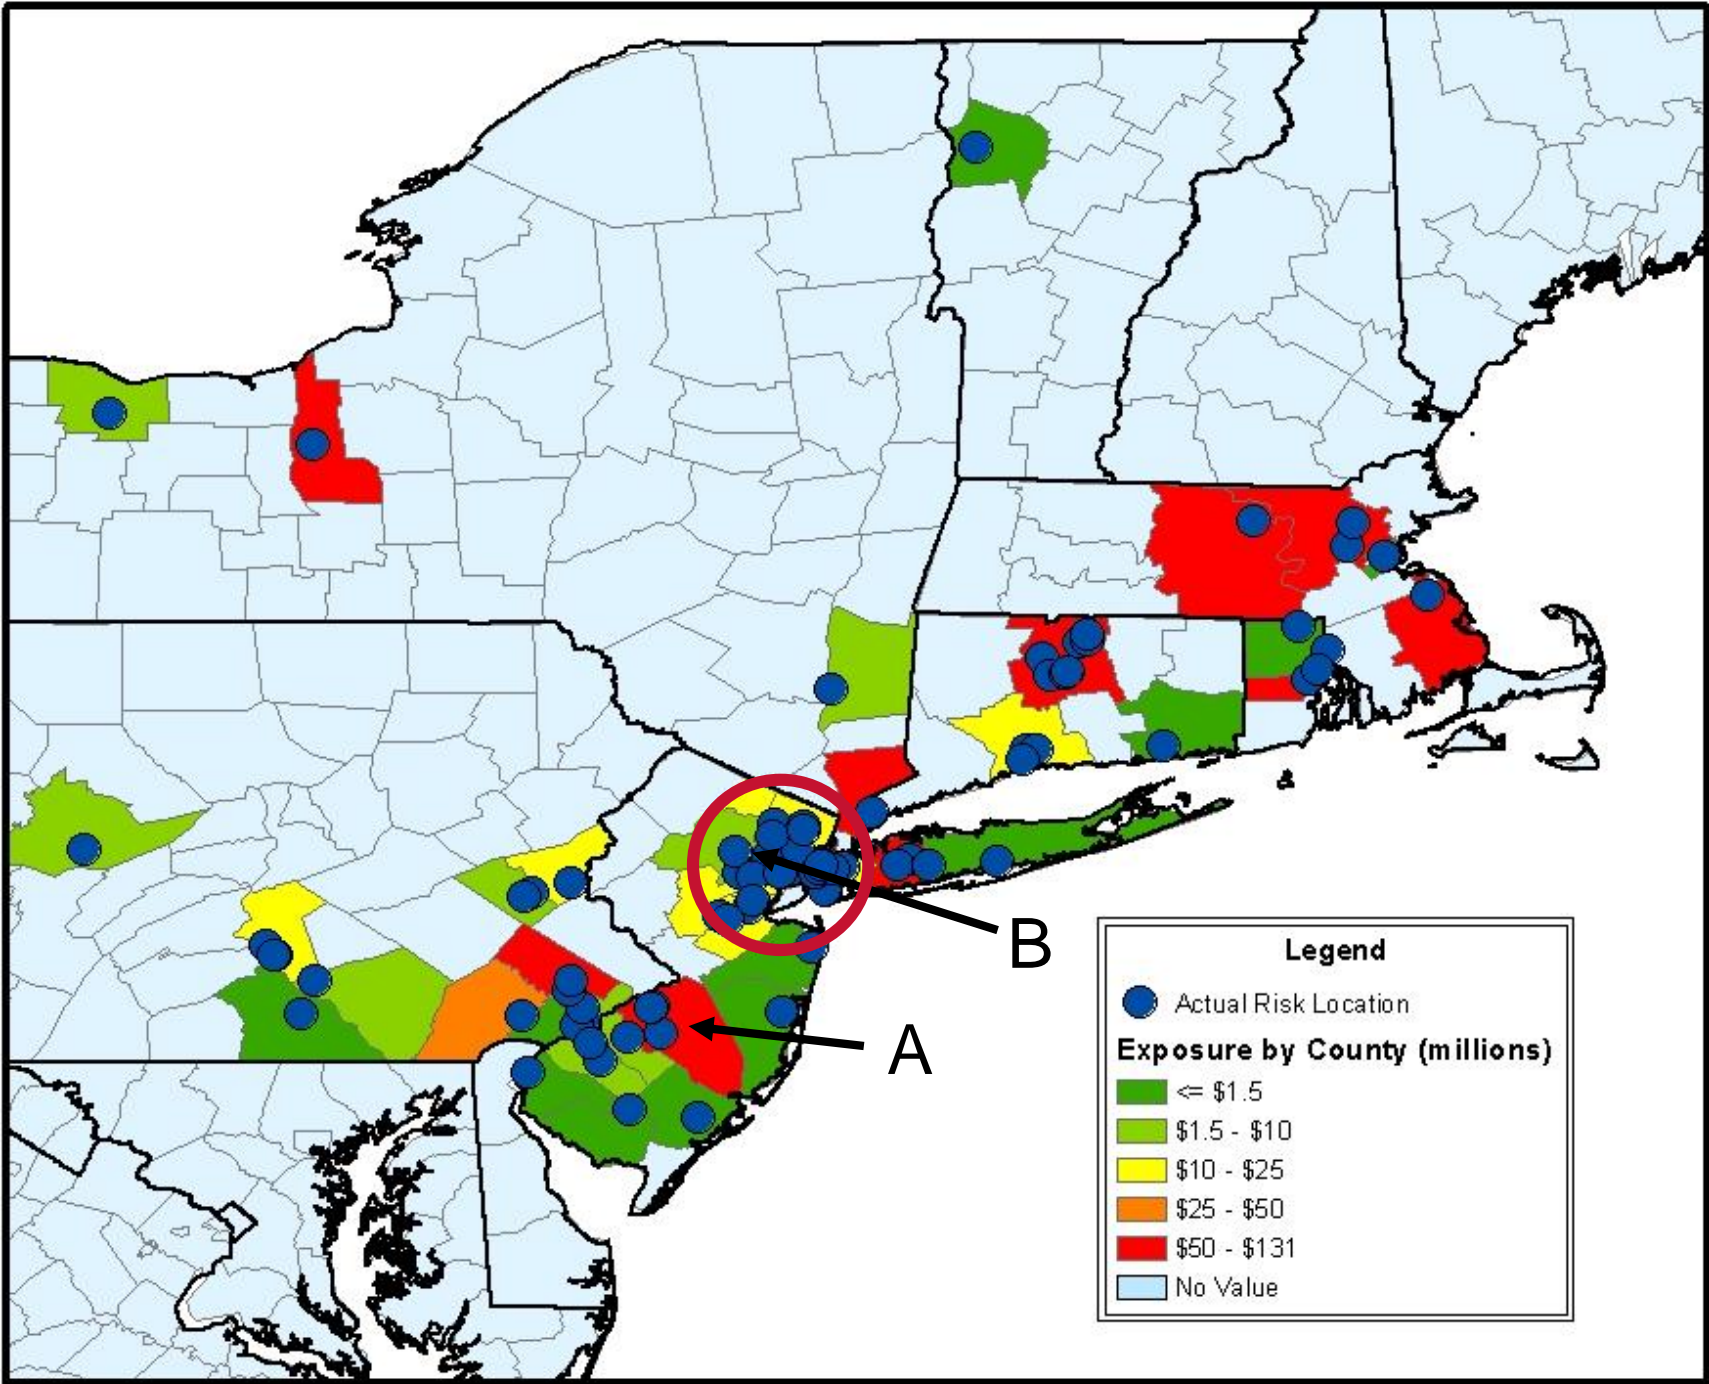 B
A
Legend
Actual Risk Location
Exposure by County (millions)
<= $1.5
$1.5 - $10
$10 - $25
$25 - $50
$50 - $131
No Value